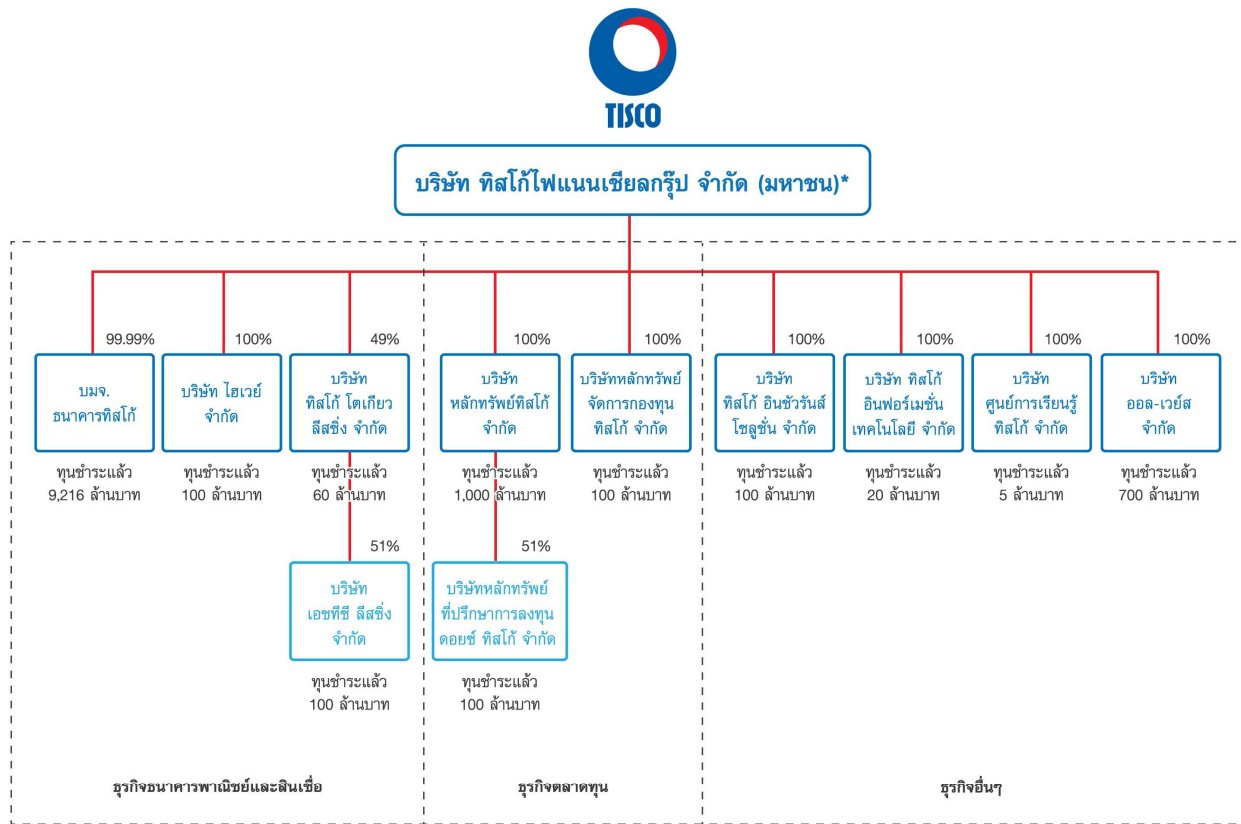 TISCO
บริษัท ทิสโก้ไฟแนนเชียลกรุ๊ป จำกัด (มหาชน)*
99.99%
บมจ.
ธนาคารทิสโก้
ทุนชำระแล้ว
9,216 ล้านบาท
100%
บริษัท ไฮเวย์
จำกัด
ทุนชำระแล้ว
100 ล้านบาท
49%
บริษัท
ทิสโก้ โตเกียว
ลีสซิ่ง จำกัด
ทุนชำระแล้ว
60 ล้านบาท
51%
บริษัท
เอชทีซี ลีสซิ่ง
จำกัด
ทุนชำระแล้ว
100 ล้านบาท
ธุรกิจธนาคารพาณิชย์และสินเชื่อ
100%
บริษัท
หลักทรัพย์ทิสโก้
จำกัด
ทุนชำระแล้ว
1,000 ล้านบาท
51%
บริษัทหลักทรัพย์
ที่ปรึกษาการลงทุน
ดอยซ์ ทิสโก้ จำกัด
ทุนชำระแล้ว
100 ล้านบาท
100%
บริษัทหลักทรัพย์
จัดการกองทุน
ทิสโก้ จำกัด
ทุนชำระแล้ว
100 ล้านบาท
ธุรกิจตลาดทุน
100%
บริษัท
ทิสโก้ อินชัวรันส์
โซลูชั่น จำกัด
ทุนชำระแล้ว
100 ล้านบาท
100%
บริษัท ทิสโก้
อินฟอร์เมชั่น
เทคโนโลยี จำกัด
ทุนชำระแล้ว
20 ล้านบาท
100%
บริษัท
ศูนย์การเรียนรู้
ทิสโก้ จำกัด
ทุนชำระแล้ว
5 ล้านบาท
100%
บริษัท
ออล-เวย์ส
จำกัด
ทุนชำระแล้ว
700 ล้านบาท
ธุรกิจอื่นๆ